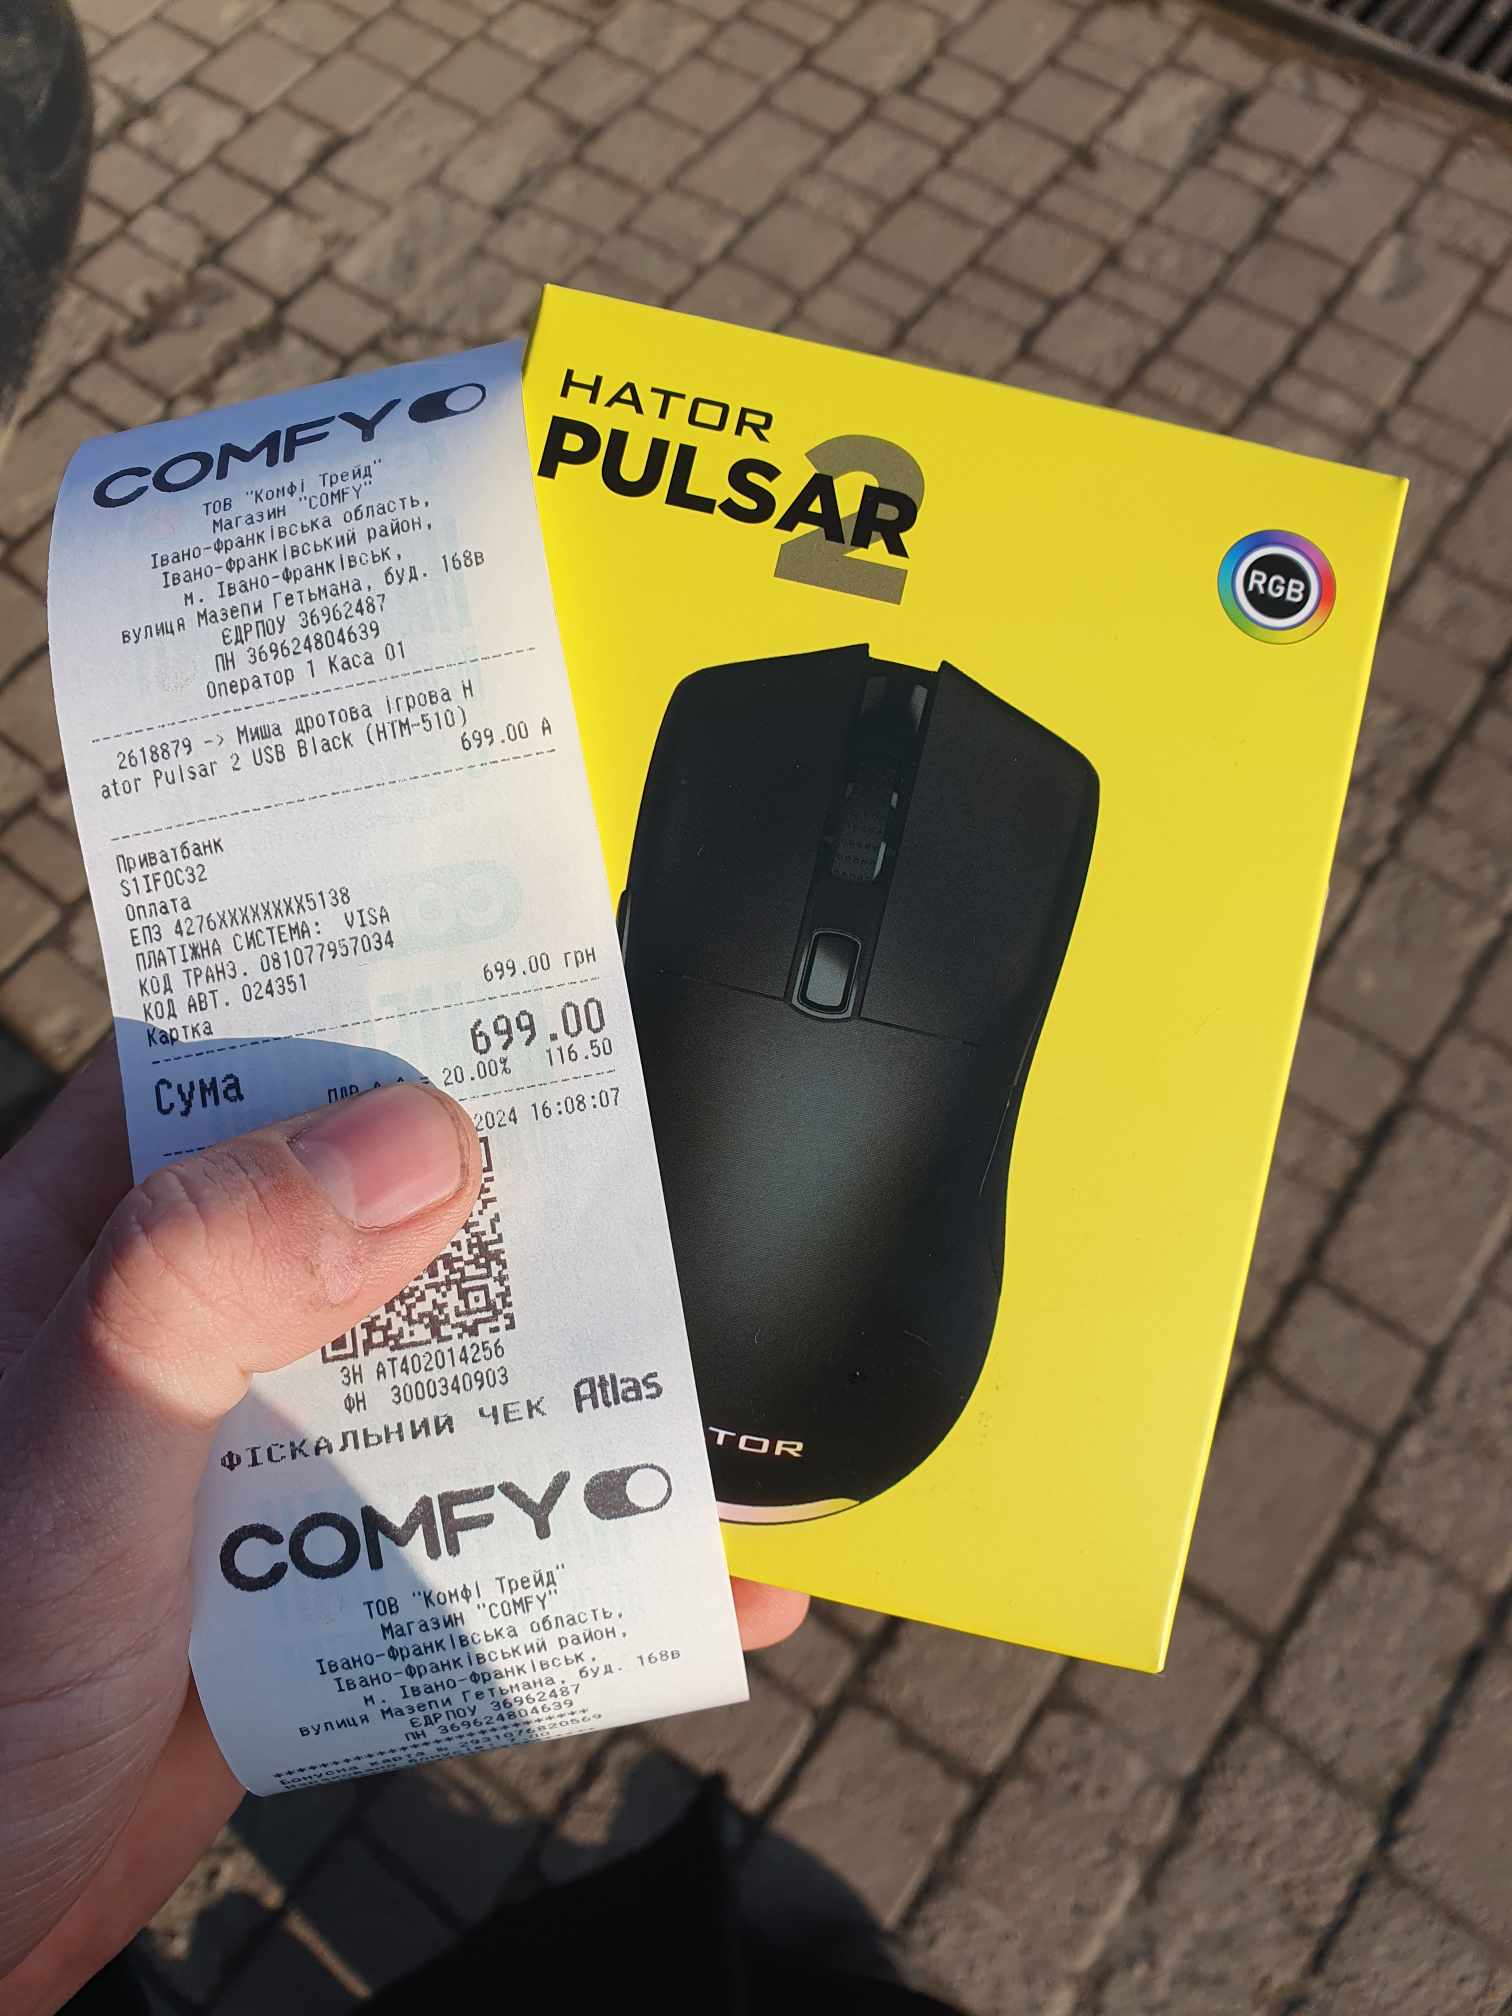 COMFY
ТОВ "Комфі Трейд"
Магазин "COMFY"
Івано-Франківська область,
Івано-Франківський район,
м. Івано-Франківськ,
вулиця Мазепи Гетьмана, буд. 168в
ЄДРПОУ 36962487
ПН 369624804639
Оператор 1 Каса 01
2618879 -> Миша дротова ігрова H
ator Pulsar 2 USB Black (HTM-510)
699.00 А
Приватбанк
S1IF0C32
Оплата
ЕПЗ 4276XXXXXXXX5138
ПЛАТІЖНА СИСТЕМА: VISA
КОД ТРАНЗ. 081077957034
КОД АВТ. 024351
Картка 699.00 грн
Сума 699.00
20.00% 116.50
2024 16:08:07
ЗН АТ402014256
ФН 3000340903
ФІСКАЛЬНИЙ ЧЕК Atlas
COMFY
ТОВ "Комфі Трейд"
Магазин "COMFY"
Івано-Франківська область,
Івано-Франківський район,
м. Івано-Франківськ,
вулиця Мазепи Гетьмана, буд. 168в
ЄДРПОУ 36962487
ПН 369624804639
************************
Бонусна карта № 2931076820569
HATOR
PULSAR
2
RGB
TOR